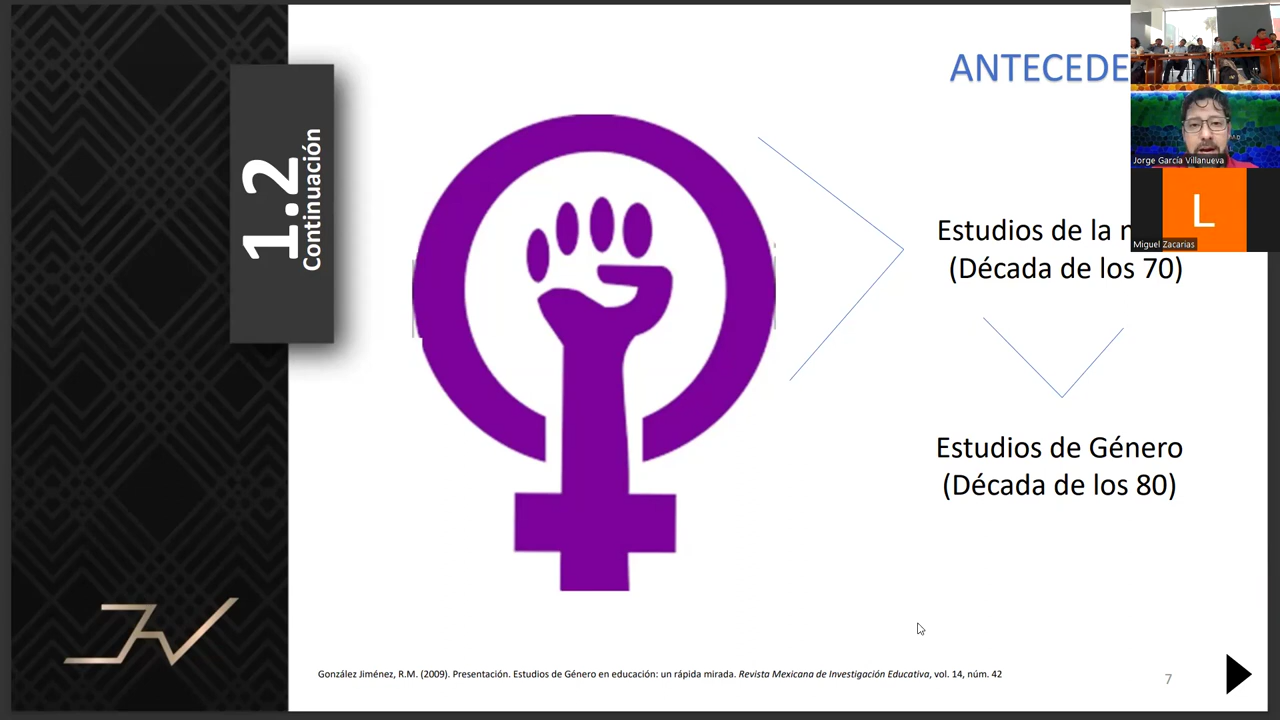 1.2
Continuación
ANTECEDE
Jorge García Villanueva
L
Miguel Zacarias
Estudios de la
(Década de los 70)
Estudios de Género
(Década de los 80)
JV
González Jiménez, R.M. (2009). Presentación. Estudios de Género en educación: un rápida mirada. Revista Mexicana de Investigación Educativa, vol. 14, núm. 42
7